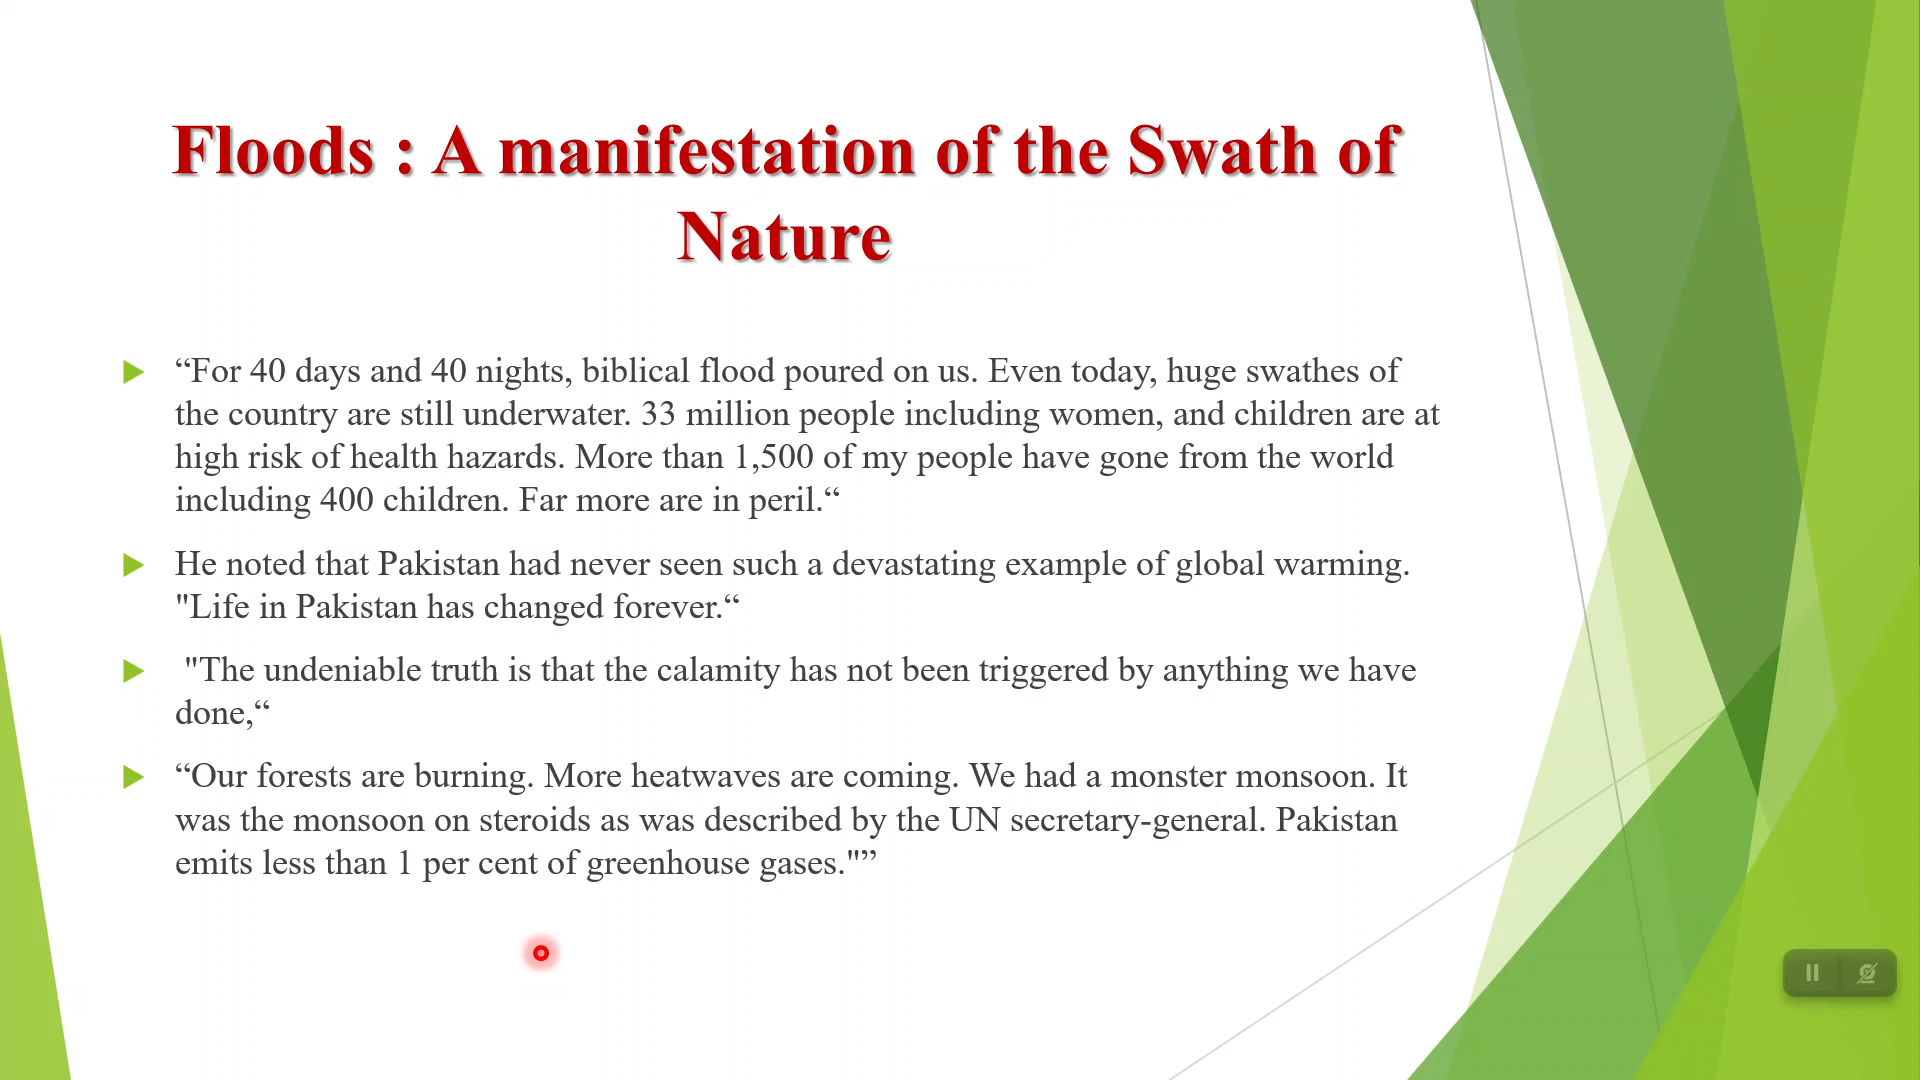 Floods : A manifestation of the Swath of
Nature
“For 40 days and 40 nights, biblical flood poured on us. Even today, huge swathes of
the country are still underwater. 33 million people including women, and children are at
high risk of health hazards. More than 1,500 of my people have gone from the world
including 400 children. Far more are in peril.“
He noted that Pakistan had never seen such a devastating example of global warming.
"Life in Pakistan has changed forever.“
"The undeniable truth is that the calamity has not been triggered by anything we have
done,“
“Our forests are burning. More heatwaves are coming. We had a monster monsoon. It
was the monsoon on steroids as was described by the UN secretary-general. Pakistan
emits less than 1 per cent of greenhouse gases."”